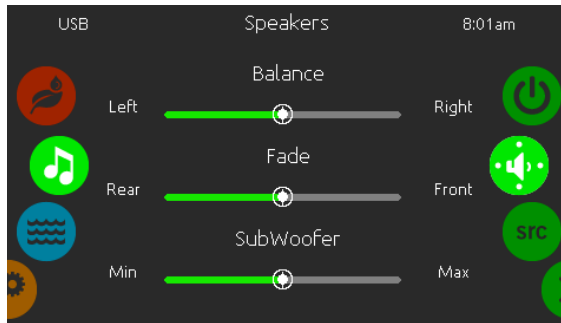 USB Speakers 8:01am
Balance
Left Right
Fade
Rear Front
src
SubWoofer
Min Max